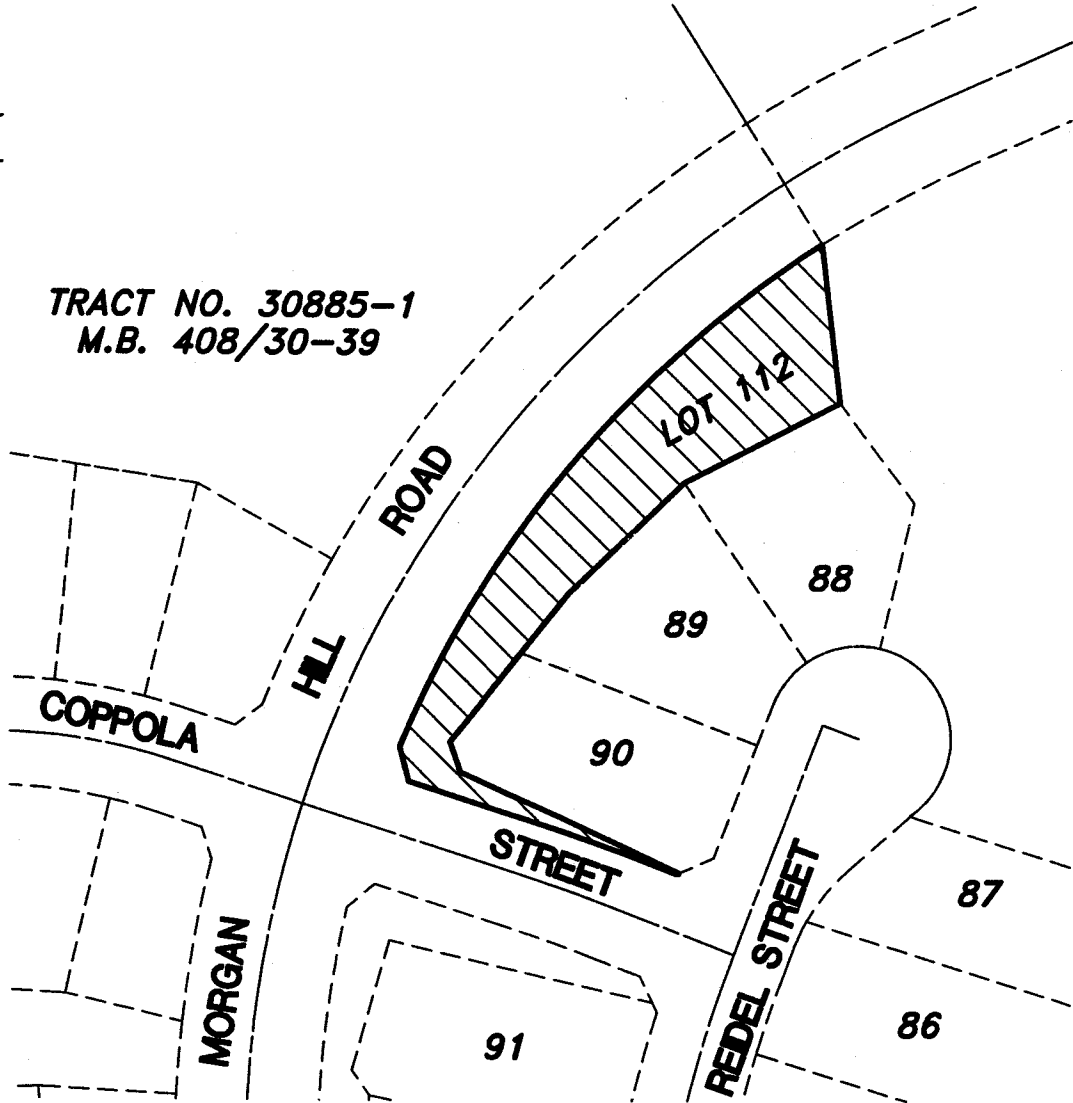 TRACT NO. 30885-1
M.B. 408/30-39
LOT 112
ROAD
HILL
88
89
COPPOLA
90
STREET
87
MORGAN
REIDEL STREET
86
91